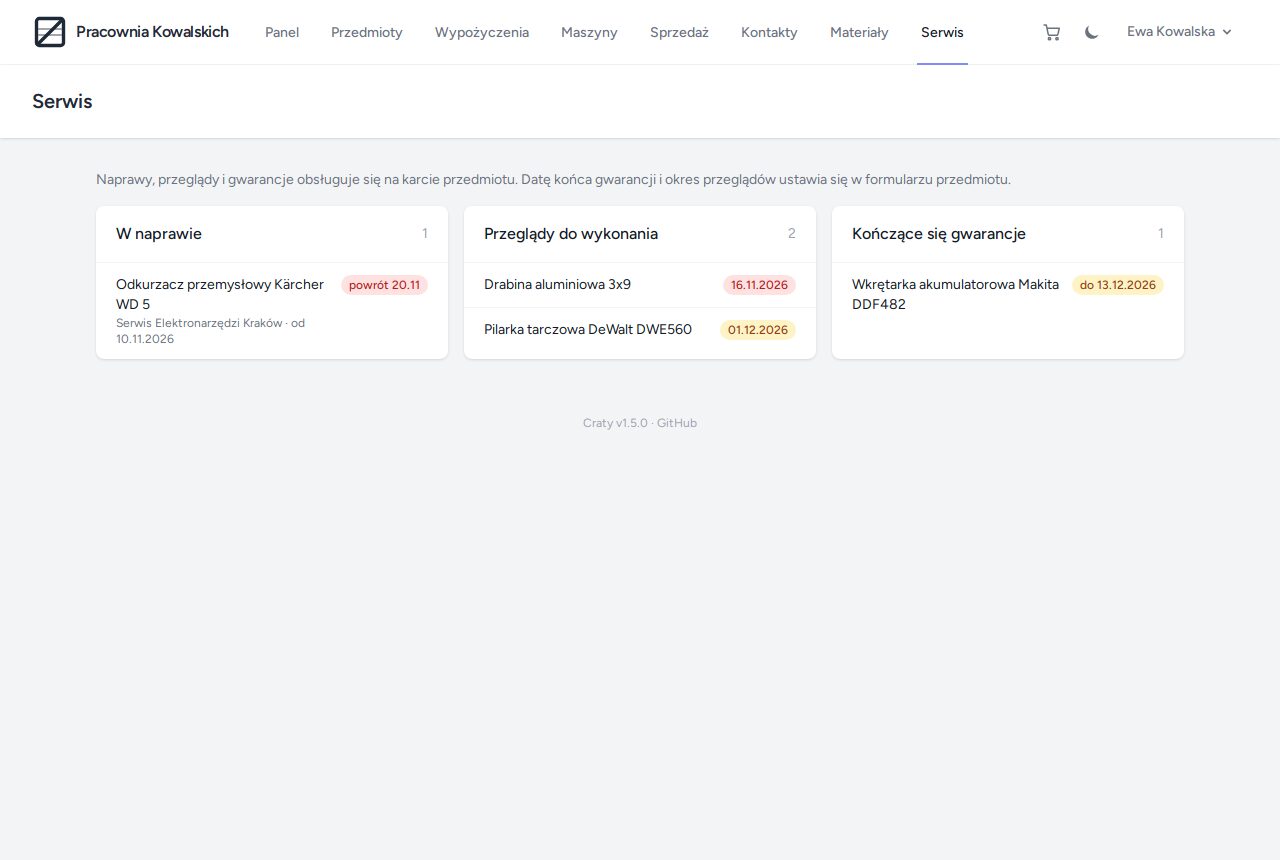 Pracownia Kowalskich Panel Przedmioty Wypożyczenia Maszyny Sprzedaż Kontakty Materiały Serwis Ewa Kowalska
Serwis
Naprawy, przeglądy i gwarancje obsługuje się na karcie przedmiotu. Datę końca gwarancji i okres przeglądów ustawia się w formularzu przedmiotu.
W naprawie 1
Odkurzacz przemysłowy Kärcher WD 5 powrót 20.11
Serwis Elektronarzędzi Kraków · od
10.11.2026
Przeglądy do wykonania 2
Drabina aluminiowa 3x9 16.11.2026
Pilarka tarczowa DeWalt DWE560 01.12.2026
Kończące się gwarancje 1
Wkrętarka akumulatorowa Makita do 13.12.2026
DDF482
Craty v1.5.0 · GitHub